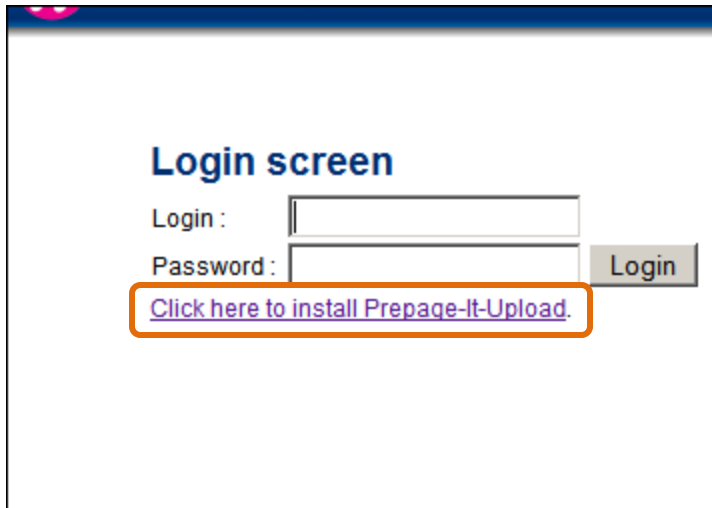 Login screen
Login :
Password : Login
Click here to install Prepage-It-Upload.